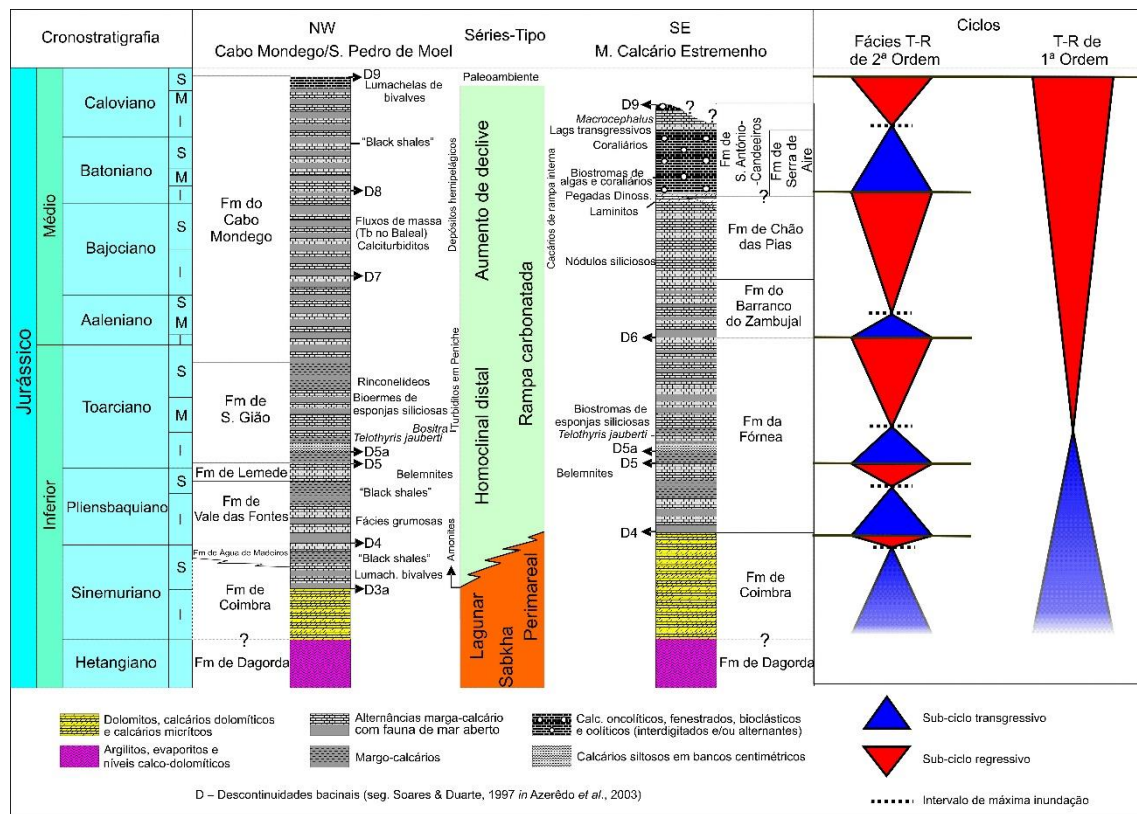 Cronostratigrafia
NW
Cabo Mondego/S. Pedro de Moel
Séries-Tipo
SE
M. Calcário Estremenho
Ciclos
Fácies T-R
de 2ª Ordem
T-R de
1ª Ordem
Jurássico
Médio
Inferior
Caloviano
S
M
I
Batoniano
S
M
I
Bajociano
S
I
Aaleniano
S
M
I
Toarciano
S
M
I
Pliensbaquiano
S
I
Sinemuriano
S
I
Hetangiano
Fm do
Cabo
Mondego
Fm de
S. Gião
Fm de Lemede
Fm de
Vale das Fontes
Fm de Água de Madeiros
Fm de
Coimbra
?
Fm de Dagorda
D9
Lumachelas de
bivalves
"Black shales"
D8
Fluxos de massa
(Tb no Baleal)
Calciturbiditos
D7
Rinconelídeos
Bioermes de
esponjas siliciosas
Bositra
Telothyris jauberti
D5a
D5
Belemnites
"Black shales"
Fácies grumosas
D4
"Black shales"
Lumach. bivalves
D3a
Depósitos hemipelágicos
Turbiditos em Peniche
Amonites
Paleoambiente
Aumento de declive
Homoclinal distal
Rampa carbonatada
Lagunar
Sabkha
Perimareal
Cacários de rampa interna
D9
?
?
Macrocephalus
Lags transgressivos
Coraliários
Biostromas de
algas e coraliários
Pegadas Dinoss.
Laminitos
Nódulos siliciosos
D6
Biostromas de
esponjas siliciosas
Telothyris jauberti
D5a
D5
Belemnites
D4
Fm de
S. António
-Candeeiros
Fm de
Serra de
Aire
?
Fm de Chão
das Pias
Fm do
Barranco
do Zambujal
Fm da
Fórnea
Fm de
Coimbra
?
Fm de Dagorda
Dolomitos, calcários dolomíticos
e calcários micrítcos
Argilitos, evaporitos e
níveis calco-dolomíticos
Alternâncias marga-calcário
com fauna de mar aberto
Margo-calcários
Calc. oncolíticos, fenestrados, bioclásticos
e oolíticos (interdigitados e/ou alternantes)
Calcários siltosos em bancos centimétricos
Sub-ciclo transgressivo
Sub-ciclo regressivo
Intervalo de máxima inundação
D – Descontinuidades bacinais (seg. Soares & Duarte, 1997 in Azerêdo et al., 2003)